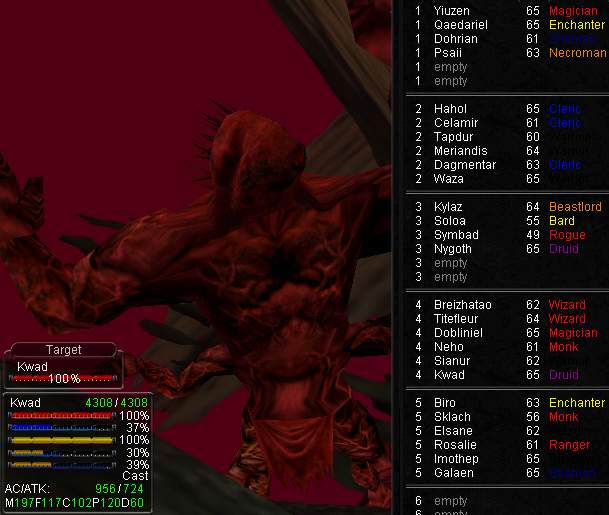 1 Yiuzen 65 Magician
1 Qaedariel 65 Enchanter
1 Dohrian 61 Shaman
1 Psaii 63 Necroman
1 empty
1 empty
2 Hahol 65 Cleric
2 Celamir 61 Cleric
2 Tapdur 60
2 Meriandis 64
2 Dagmentar 63 Cleric
2 Waza 65
3 Kylaz 64 Beastlord
3 Soloa 55 Bard
3 Symbad 49 Rogue
3 Nygoth 65 Druid
3 empty
3 empty
4 Breizhatao 62 Wizard
4 Titefleur 64 Wizard
4 Dobliniel 65 Magician
4 Neho 61 Monk
4 Sianur 62
4 Kwad 65 Druid
5 Biro 63 Enchanter
5 Sklach 56 Monk
5 Elsane 62
5 Rosalie 61 Ranger
5 Imothep 65
5 Galaen 65 Shaman
6 empty
Target
Kwad
100%
Kwad 4308/4308
100%
37%
100%
30%
39%
Cast
AC/ATK: 956/724
M197F117C102P120D60